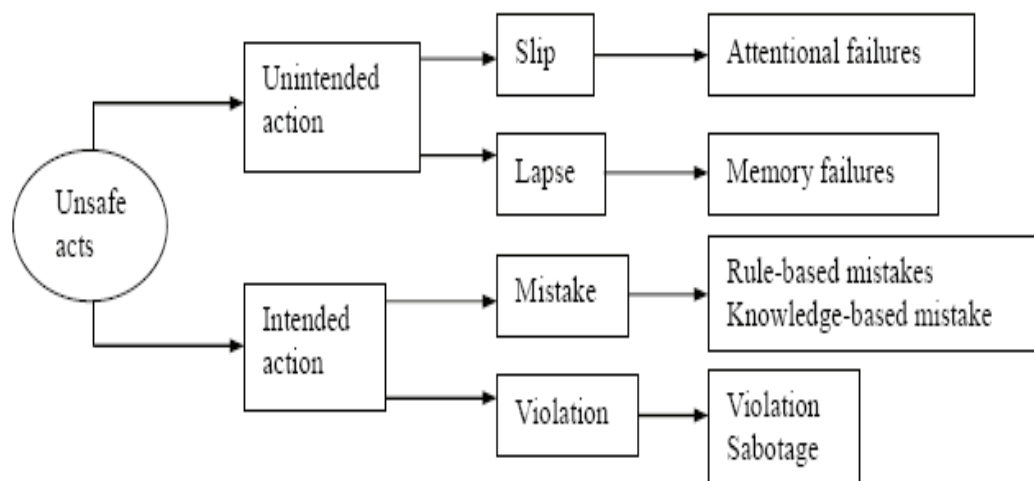 Unsafe
acts
Unintended
action
Slip
Attentional failures
Lapse
Memory failures
Intended
action
Mistake
Rule-based mistakes
Knowledge-based mistake
Violation
Violation
Sabotage